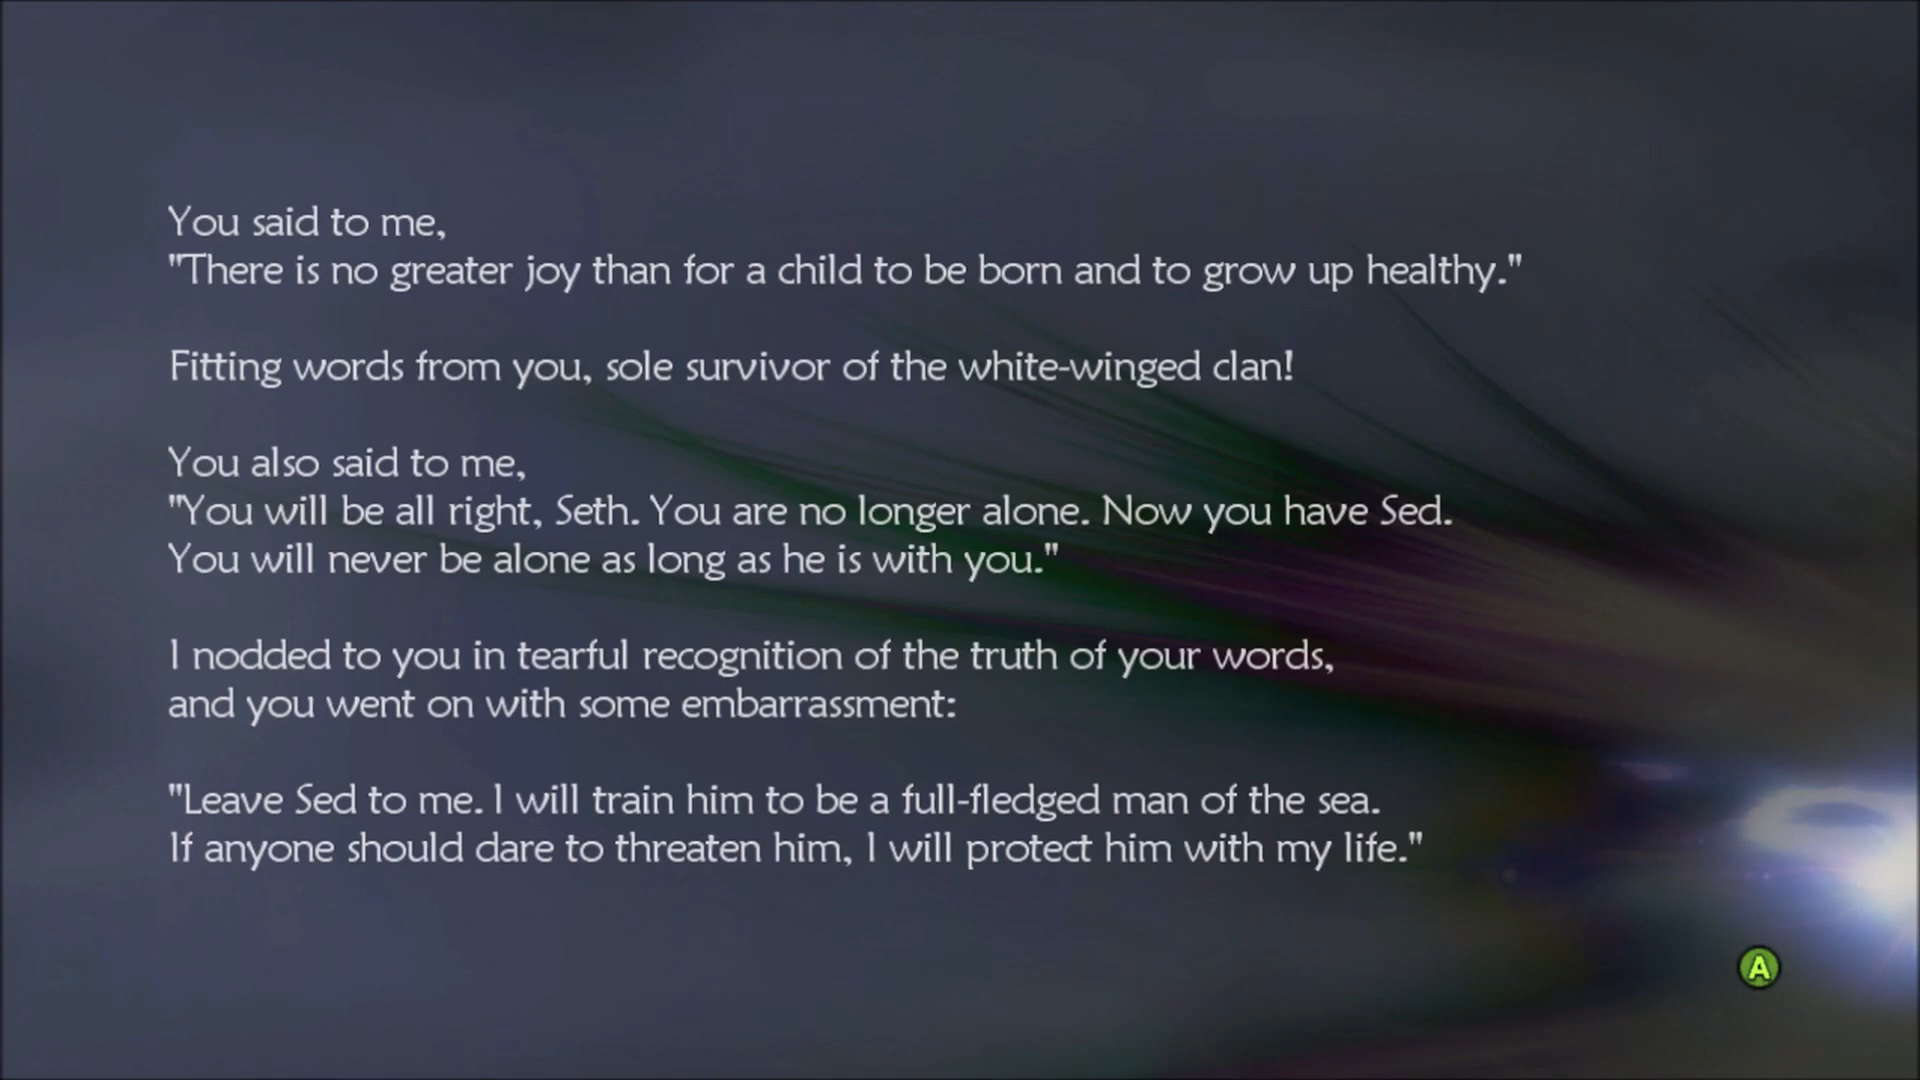 You said to me,
"There is no greater joy than for a child to be born and to grow up healthy."
Fitting words from you, sole survivor of the white-winged clan!
You also said to me,
"You will be all right, Seth. You are no longer alone. Now you have Sed.
You will never be alone as long as he is with you."
I nodded to you in tearful recognition of the truth of your words,
and you went on with some embarrassment:
"Leave Sed to me. I will train him to be a full-fledged man of the sea.
If anyone should dare to threaten him, I will protect him with my life."
A